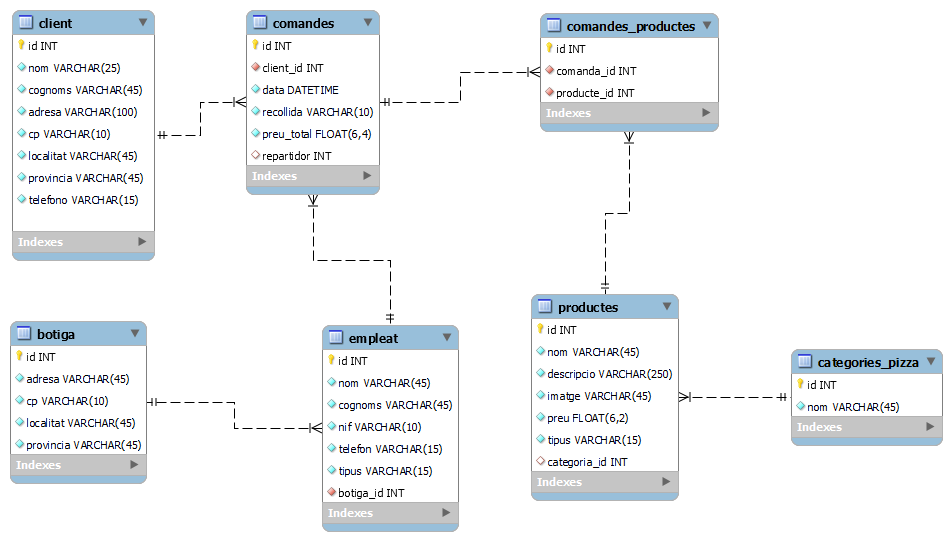 client
id INT
nom VARCHAR(25)
cognoms VARCHAR(45)
adresa VARCHAR(100)
cp VARCHAR(10)
localitat VARCHAR(45)
provincia VARCHAR(45)
telefono VARCHAR(15)
Indexes
comandes
id INT
client_id INT
data DATETIME
recollida VARCHAR(10)
preu_total FLOAT(6,4)
repartidor INT
Indexes
comandes_productes
id INT
comanda_id INT
producte_id INT
Indexes
botiga
id INT
adresa VARCHAR(45)
cp VARCHAR(10)
localitat VARCHAR(45)
provincia VARCHAR(45)
Indexes
empleat
id INT
nom VARCHAR(45)
cognoms VARCHAR(45)
nif VARCHAR(10)
telefon VARCHAR(15)
tipus VARCHAR(15)
botiga_id INT
Indexes
productes
id INT
nom VARCHAR(45)
descripcio VARCHAR(250)
imatge VARCHAR(45)
preu FLOAT(6,2)
tipus VARCHAR(15)
categoria_id INT
Indexes
categories_pizza
id INT
nom VARCHAR(45)
Indexes